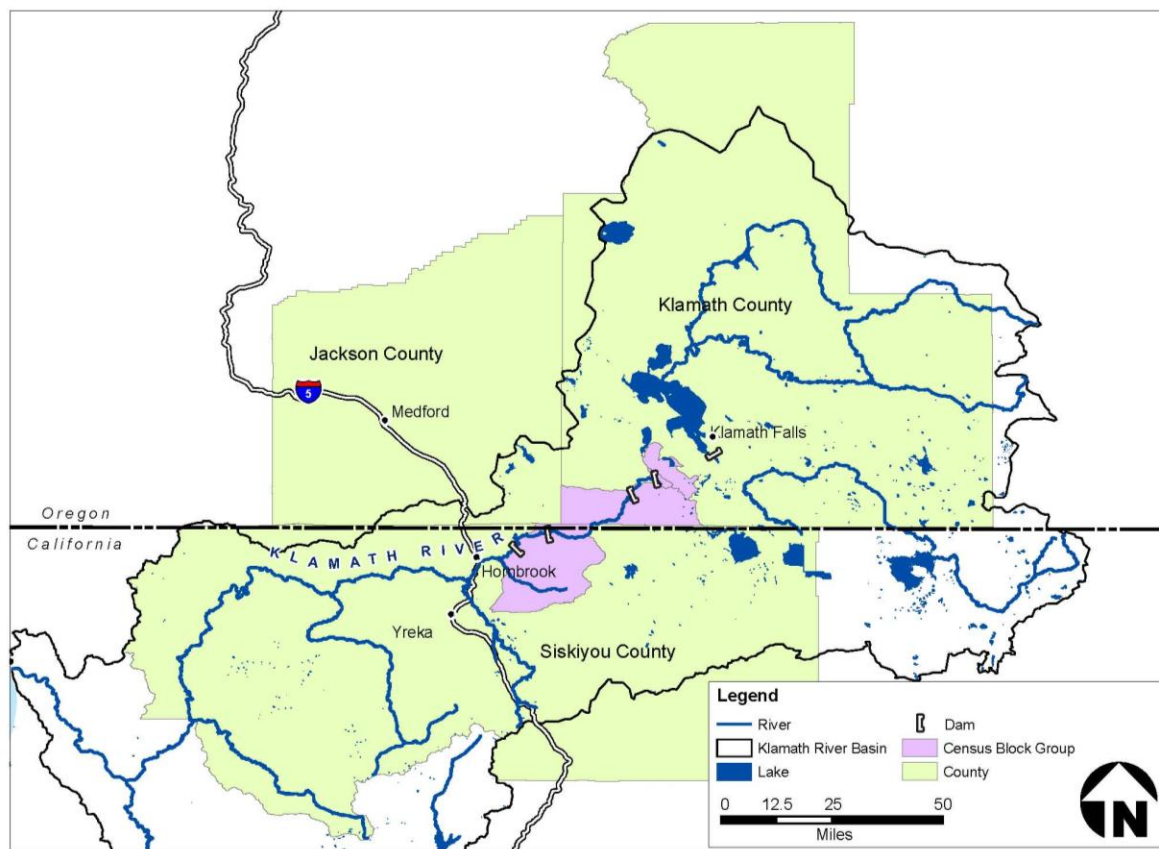 Klamath County
Jackson County
5
Medford
Klamath Falls
Oregon
California
KLAMATH RIVER
Hornbrook
Yreka
Siskiyou County
Legend
River
Dam
Klamath River Basin
Census Block Group
Lake
County
0 12.5 25 50
Miles
N